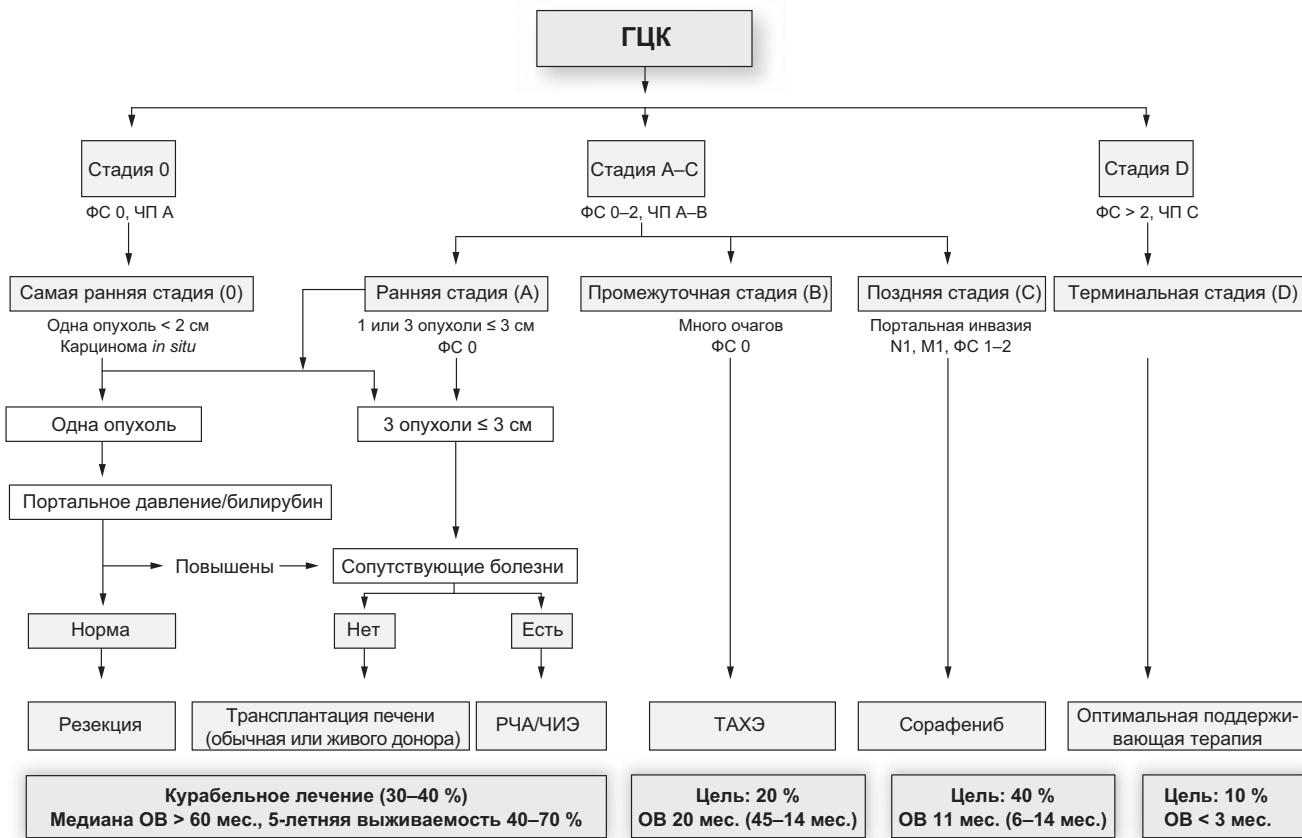 ГЦК
Стадия 0
ФС 0, ЧП A
Стадия A–C
ФС 0–2, ЧП A–B
Стадия D
ФС > 2, ЧП C
Самая ранняя стадия (0)
Одна опухоль < 2 см
Карцинома in situ
Ранняя стадия (A)
1 или 3 опухоли ≤ 3 см
ФС 0
Промежуточная стадия (B)
Много очагов
ФС 0
Поздняя стадия (C)
Портальная инвазия
N1, M1, ФС 1–2
Терминальная стадия (D)
Одна опухоль
3 опухоли ≤ 3 см
Портальное давление/билирубин
Повышены
Сопутствующие болезни
Норма
Нет
Есть
Резекция
Трансплантация печени
(обычная или живого донора)
РЧА/ЧИЭ
ТАХЭ
Сорафениб
Оптимальная поддержи-
вающая терапия
Курабельное лечение (30–40 %)
Медиана ОВ > 60 мес., 5-летняя выживаемость 40–70 %
Цель: 20 %
ОВ 20 мес. (45–14 мес.)
Цель: 40 %
ОВ 11 мес. (6–14 мес.)
Цель: 10 %
ОВ < 3 мес.